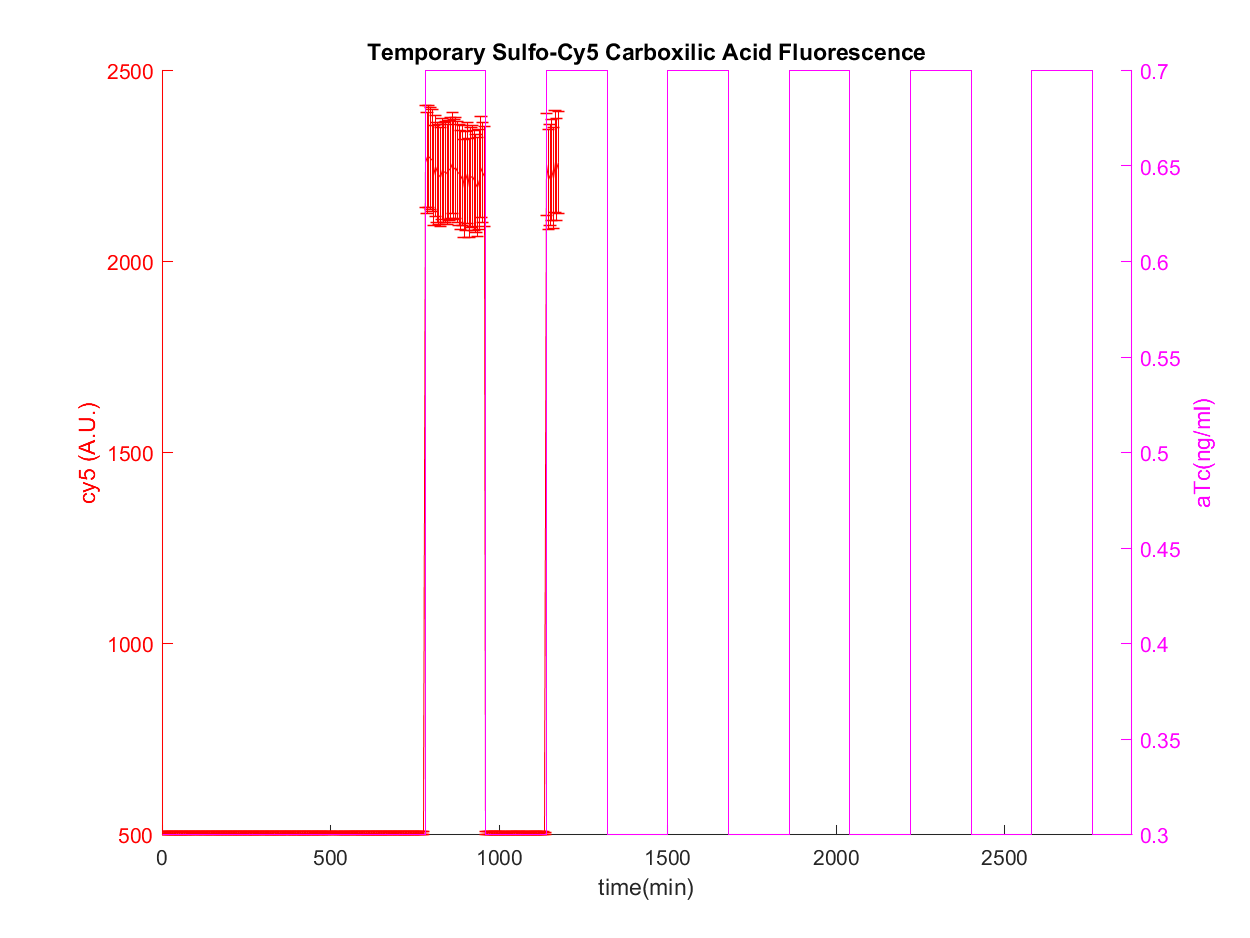 Temporary Sulfo-Cy5 Carboxilic Acid Fluorescence
2500
2000
1500
1000
500
cy5 (A.U.)
0.7
0.65
0.6
0.55
0.5
0.45
0.4
0.35
0.3
aTc(ng/ml)
0 500 1000 1500 2000 2500
time(min)